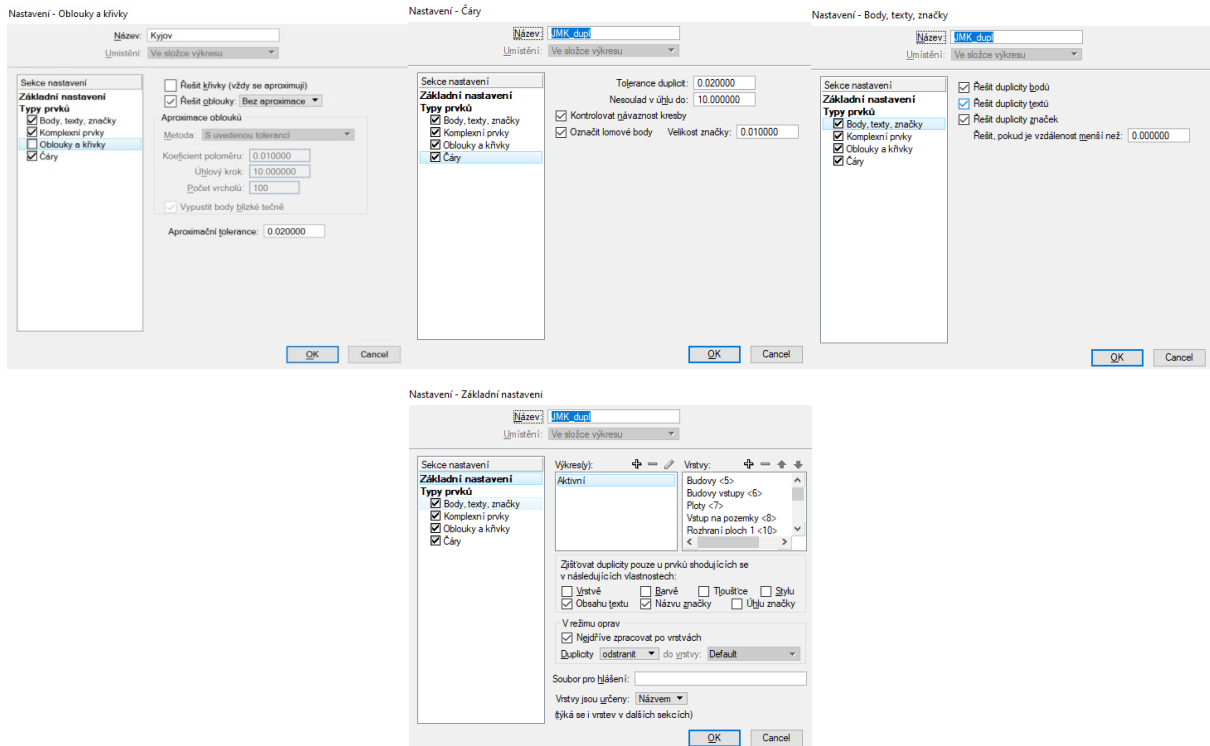 Nastavení - Oblouky a křivky
Název: Kyjov
Umístění: Ve složce výkresu
Sekce nastavení
Základní nastavení
Typy prvků
Body, texty, značky
Komplexní prvky
Oblouky a křivky
Čáry
Řešit křivky (vždy se aproximují)
Řešit oblouky: Bez aproximace
Aproximace oblouků
Metoda: S uvedenou tolerancí
Koeficient poloměru: 0.010000
Úhlový krok: 10.000000
Počet vrcholů: 100
Vypustit body blízké tečně
Aproximační tolerance: 0.020000
OK Cancel
Nastavení - Čáry
Název: JMK_dupl
Umístění: Ve složce výkresu
Sekce nastavení
Základní nastavení
Typy prvků
Body, texty, značky
Komplexní prvky
Oblouky a křivky
Čáry
Tolerance duplicit: 0.020000
Nesoulad v úhlu do: 10.000000
Kontrolovat návaznost kresby
Označit lomové body Velikost značky: 0.010000
OK Cancel
Nastavení - Body, texty, značky
Název: JMK_dupl
Umístění: Ve složce výkresu
Sekce nastavení
Základní nastavení
Typy prvků
Body, texty, značky
Komplexní prvky
Oblouky a křivky
Čáry
Řešit duplicity bodů
Řešit duplicity textů
Řešit duplicity značek
Řešit, pokud je vzdálenost menší než: 0.000000
OK Cancel
Nastavení - Základní nastavení
Název: JMK_dupl
Umístění: Ve složce výkresu
Sekce nastavení
Základní nastavení
Typy prvků
Body, texty, značky
Komplexní prvky
Oblouky a křivky
Čáry
Výkres(y): Vrstvy:
Aktivní
Budovy <5>
Budovy vstupy <6>
Ploty <7>
Vstup na pozemky <8>
Rozhraní ploch 1 <10>
Zjišťovat duplicity pouze u prvků shodujících se
v následujících vlastnostech:
Vrstvě Barvě Tloušťce Stylu
Obsahu textu Názvu značky Úhlu značky
V režimu oprav
Nejdříve zpracovat po vrstvách
Duplicity odstranit do vrstvy: Default
Soubor pro hlášení:
Vrstvy jsou určeny: Názvem
(týká se i vrstev v dalších sekcích)
OK Cancel